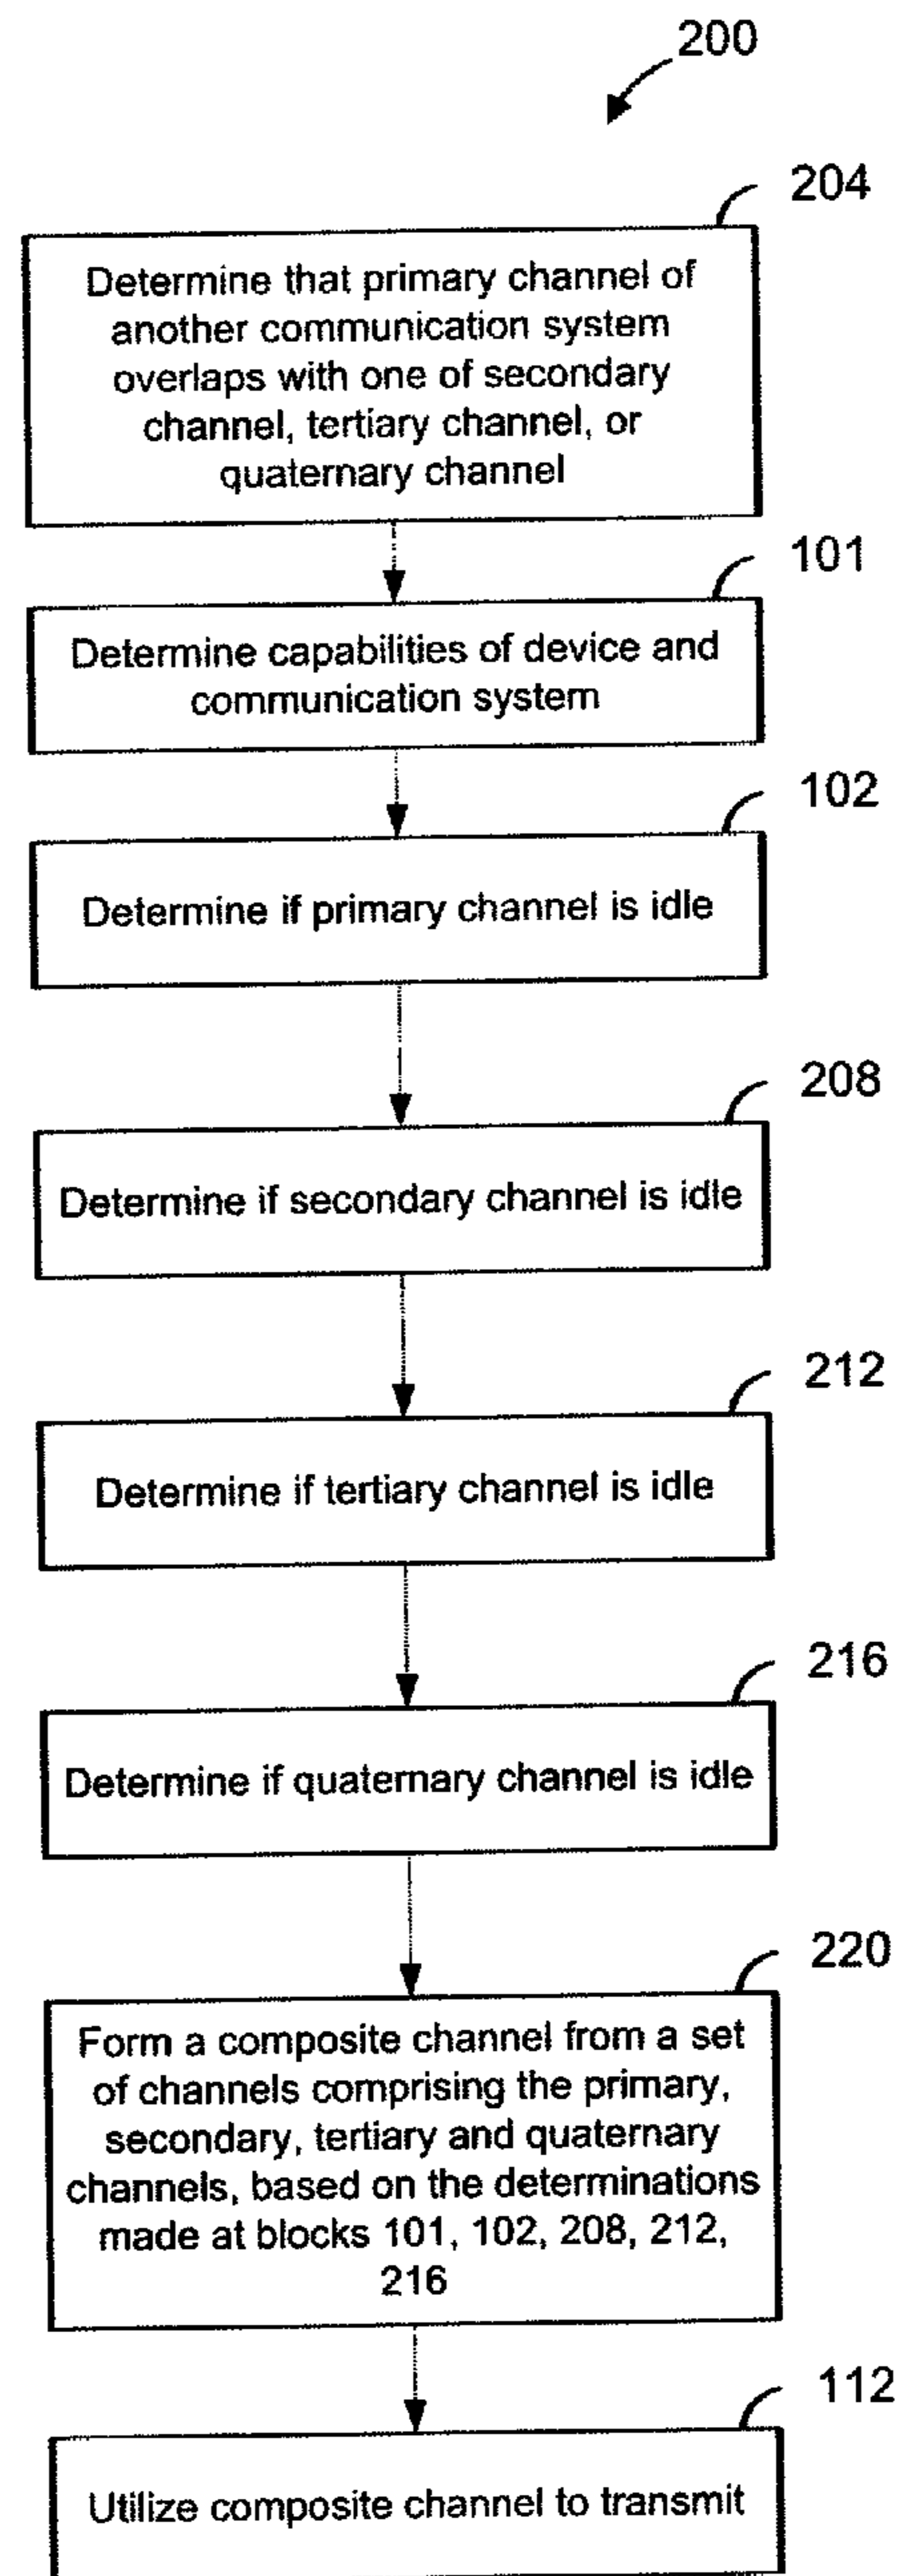 200
204
Determine that primary channel of
another communication system
overlaps with one of secondary
channel, tertiary channel, or
quaternary channel
101
Determine capabilities of device and
communication system
102
Determine if primary channel is idle
208
Determine if secondary channel is idle
212
Determine if tertiary channel is idle
216
Determine if quaternary channel is idle
220
Form a composite channel from a set
of channels comprising the primary,
secondary, tertiary and quaternary
channels, based on the determinations
made at blocks 101, 102, 208, 212,
216
112
Utilize composite channel to transmit